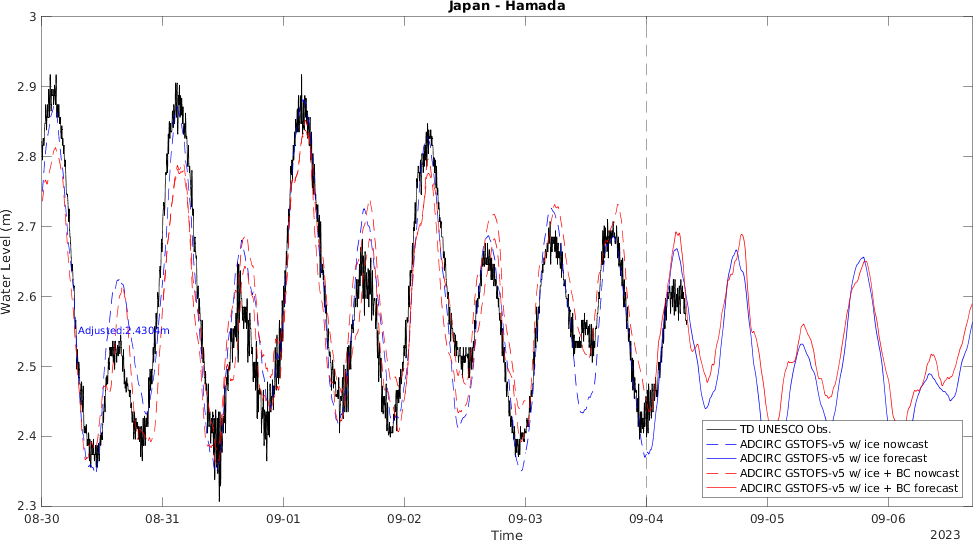 Japan - Hamada
3
2.9
2.8
2.7
2.6
2.5
2.4
2.3
Water Level (m)
Adjusted:2.4304m
TD UNESCO Obs.
ADCIRC GSTOFS-v5 w/ ice nowcast
ADCIRC GSTOFS-v5 w/ ice forecast
ADCIRC GSTOFS-v5 w/ ice + BC nowcast
ADCIRC GSTOFS-v5 w/ ice + BC forecast
08-30
08-31
09-01
09-02
09-03
09-04
09-05
09-06
Time
2023